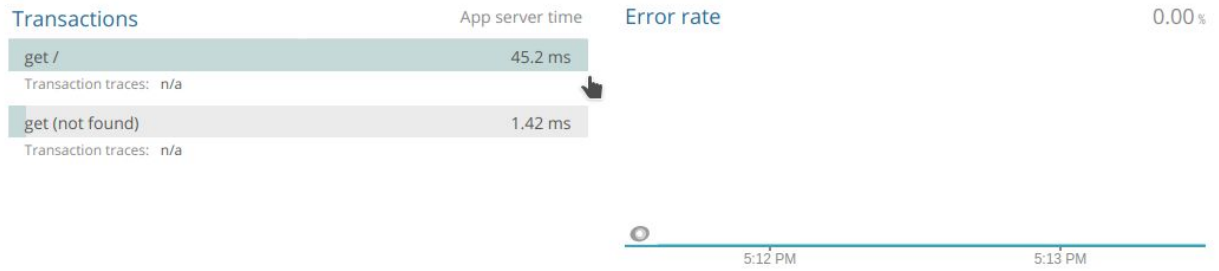 Transactions App server time
get / 45.2 ms
Transaction traces: n/a
get (not found) 1.42 ms
Transaction traces: n/a
Error rate 0.00 %
5:12 PM 5:13 PM